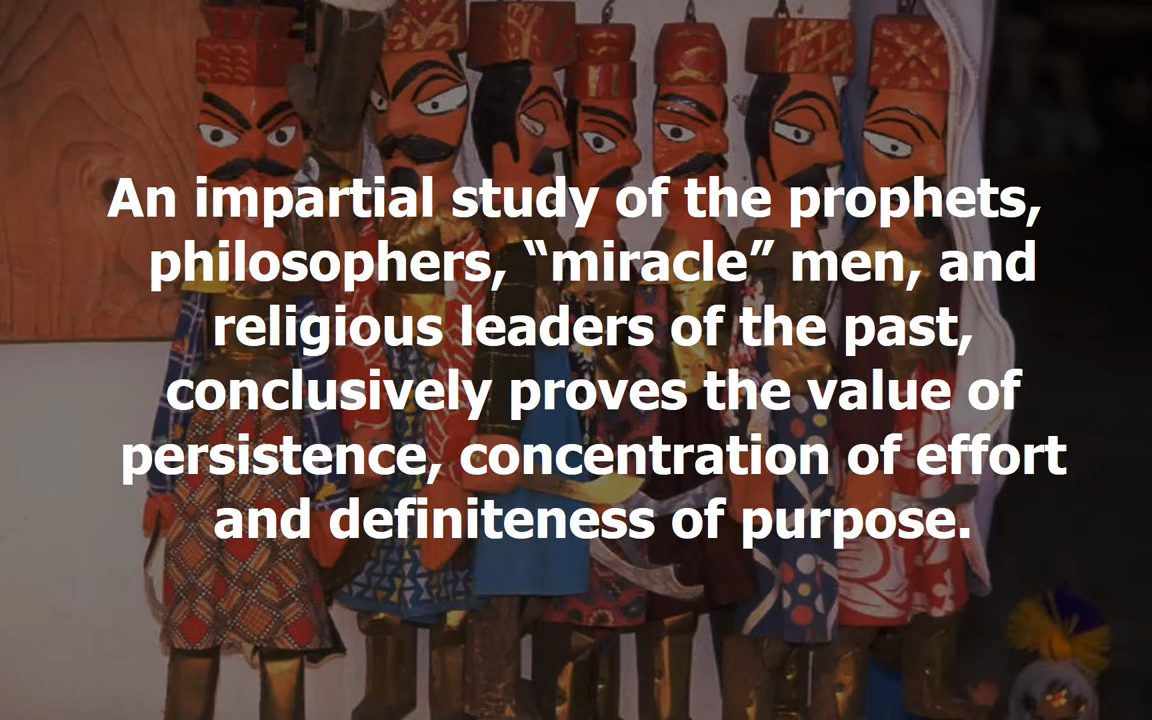 An impartial study of the prophets,
philosophers, “miracle” men, and
religious leaders of the past,
conclusively proves the value of
persistence, concentration of effort
and definiteness of purpose.